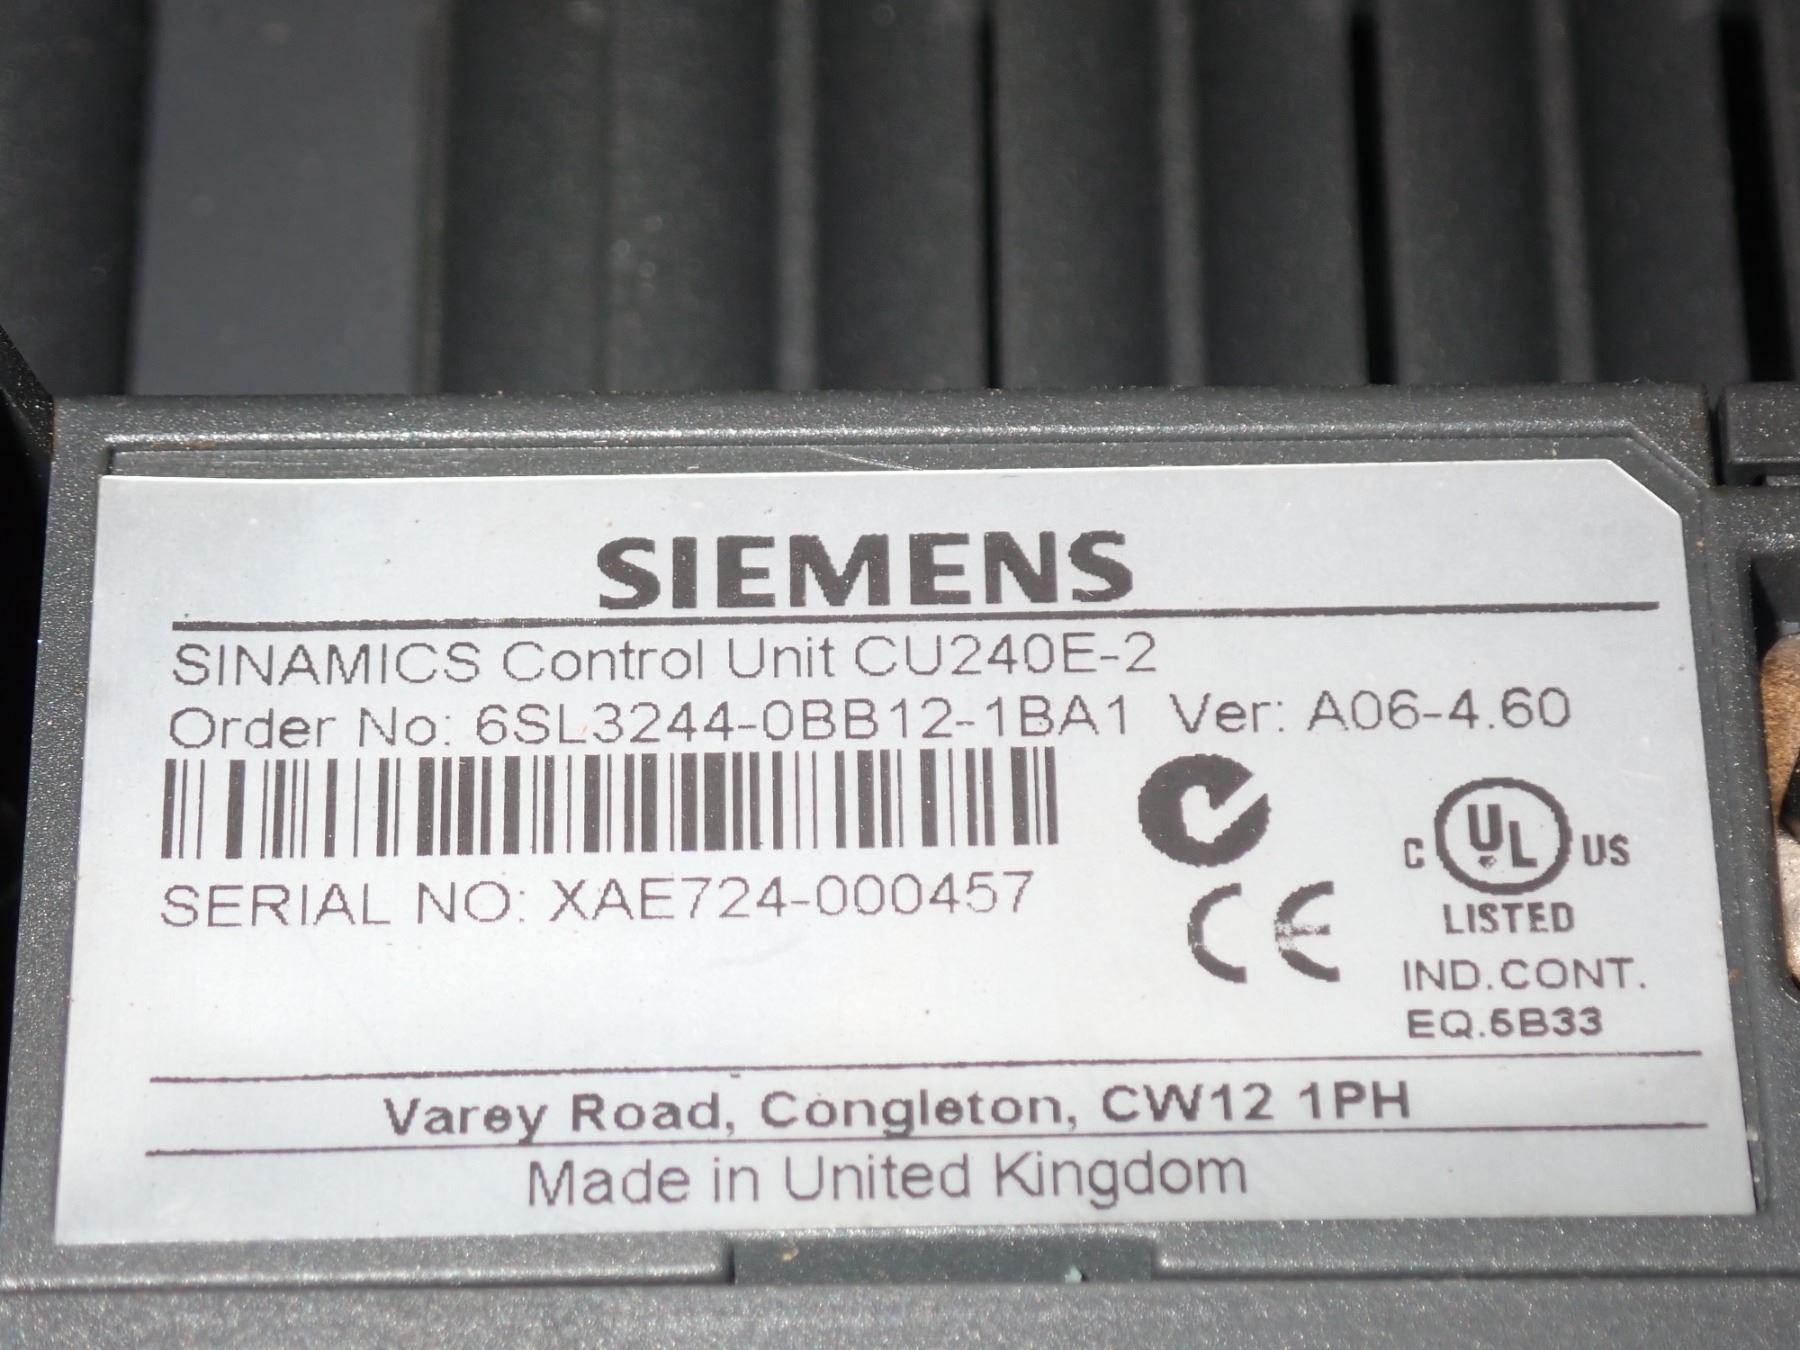 SIEMENS
SINAMICS Control Unit CU240E-2
Order No: 6SL3244-0BB12-1BA1 Ver: A06-4.60
SERIAL NO: XAE724-000457
C UL US
LISTED
CE
IND.CONT.
EQ.5B33
Varey Road, Congleton, CW12 1PH
Made in United Kingdom